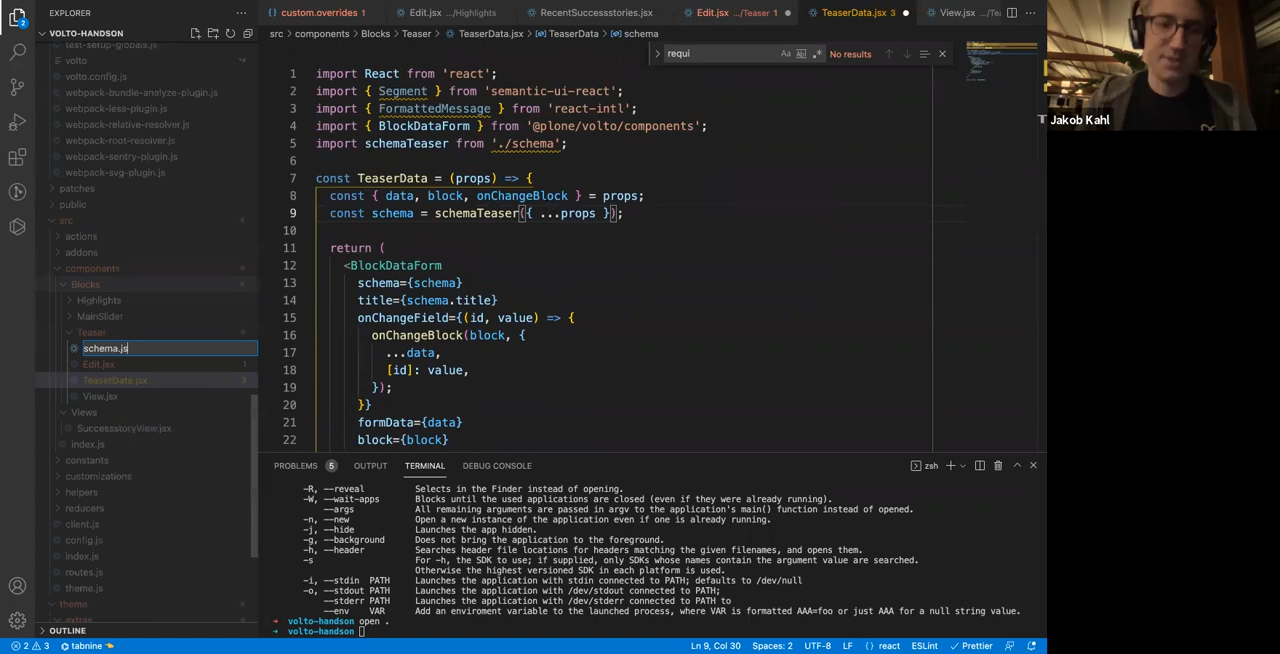 EXPLORER ...
custom.overrides 1 Edit.jsx .../Highlights RecentSuccessstories.jsx Edit.jsx .../Teaser 1 TeaserData.jsx 3 View.jsx .../Tea
2 VOLTO-HANDSON src > components > Blocks > Teaser > TeaserData.jsx > TeaserData > schema
test-setup-globals.js
volto
volto.config.js
webpack-bundle-analyze-plugin.js
webpack-less-plugin.js
webpack-relative-resolver.js
webpack-root-resolver.js
webpack-sentry-plugin.js
webpack-svg-plugin.js
patches
public
src
actions
addons
components
Blocks
Highlights
MainSlider
Teaser
schema.js
Edit.jsx 1
TeaserData.jsx 3
View.jsx
Views
SuccessstoryView.jsx
index.js
constants
customizations
helpers
reducers
client.js
config.js
index.js
routes.js
theme.js
theme
extras
OUTLINE
requi Aa No results
1 import React from 'react';
2 import { Segment } from 'semantic-ui-react';
3 import { FormattedMessage } from 'react-intl';
4 import { BlockDataForm } from '@plone/volto/components';
5 import schemaTeaser from './schema';
6
7 const TeaserData = (props) => {
8 const { data, block, onChangeBlock } = props;
9 const schema = schemaTeaser({ ...props });
10
11 return (
12 <BlockDataForm
13 schema={schema}
14 title={schema.title}
15 onChangeField={(id, value) => {
16 onChangeBlock(block, {
17 ...data,
18 [id]: value,
19 });
20 }}
21 formData={data}
22 block={block}
Jakob Kahl
PROBLEMS 5 OUTPUT TERMINAL DEBUG CONSOLE zsh
-R, --reveal Selects in the Finder instead of opening.
-W, --wait-apps Blocks until the used applications are closed (even if they were already running).
--args All remaining arguments are passed in argv to the application's main() function instead of opened.
-n, --new Open a new instance of the application even if one is already running.
-j, --hide Launches the app hidden.
-g, --background Does not bring the application to the foreground.
-h, --header Searches header file locations for headers matching the given filenames, and opens them.
-s For -h, the SDK to use; if supplied, only SDKs whose names contain the argument value are searched.
Otherwise the highest versioned SDK in each platform is used.
-i, --stdin PATH Launches the application with stdin connected to PATH; defaults to /dev/null
-o, --stdout PATH Launches the application with /dev/stdout connected to PATH;
--stderr PATH Launches the application with /dev/stderr connected to PATH to
--env VAR Add an enviroment variable to the launched process, where VAR is formatted AAA=foo or just AAA for a null string value.
volto-handson open .
volto-handson
2 3 tabnine Ln 9, Col 30 Spaces: 2 UTF-8 LF { } react ESLint Prettier